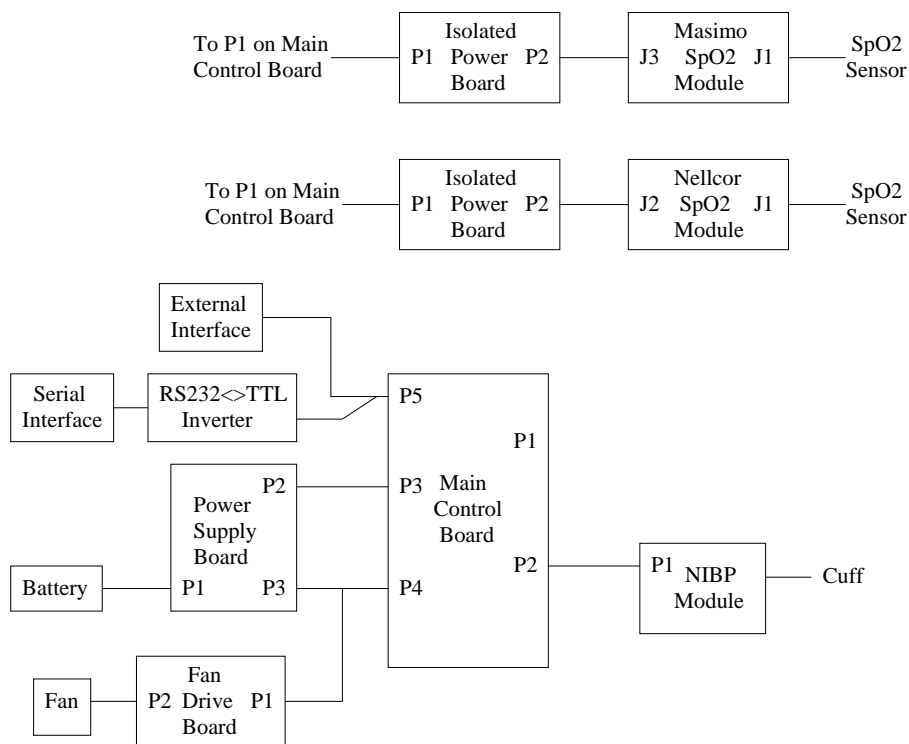 To P1 on Main
Control Board
P1
Isolated
Power
Board
P2
J3
Masimo
SpO2
Module
J1
SpO2
Sensor
To P1 on Main
Control Board
P1
Isolated
Power
Board
P2
J2
Nellcor
SpO2
Module
J1
SpO2
Sensor
External
Interface
Serial
Interface
RS232<>TTL
Inverter
P5
P1
P3
Main
Control
Board
P4
P2
P2
Power
Supply
Board
P1
P3
Battery
P1
NIBP
Module
Cuff
Fan
P2
Fan
Drive
Board
P1